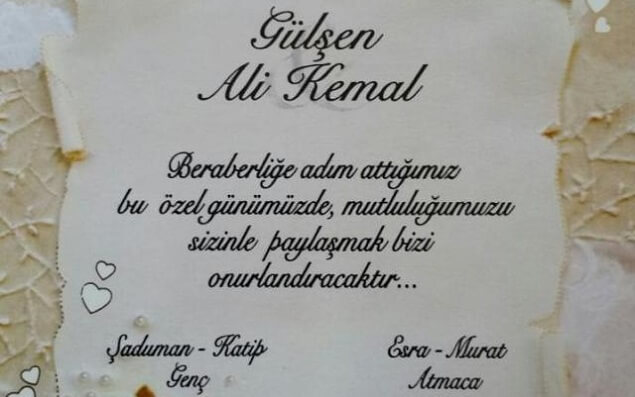 Gülşen
Ali Kemal
Beraberliğe adım attığımız
bu özel günümüzde, mutluluğumuzu
sizinle paylaşmak bizi
onurlandıracaktır...
Şaduman - Katip
Genç
Esra - Murat
Atmaca